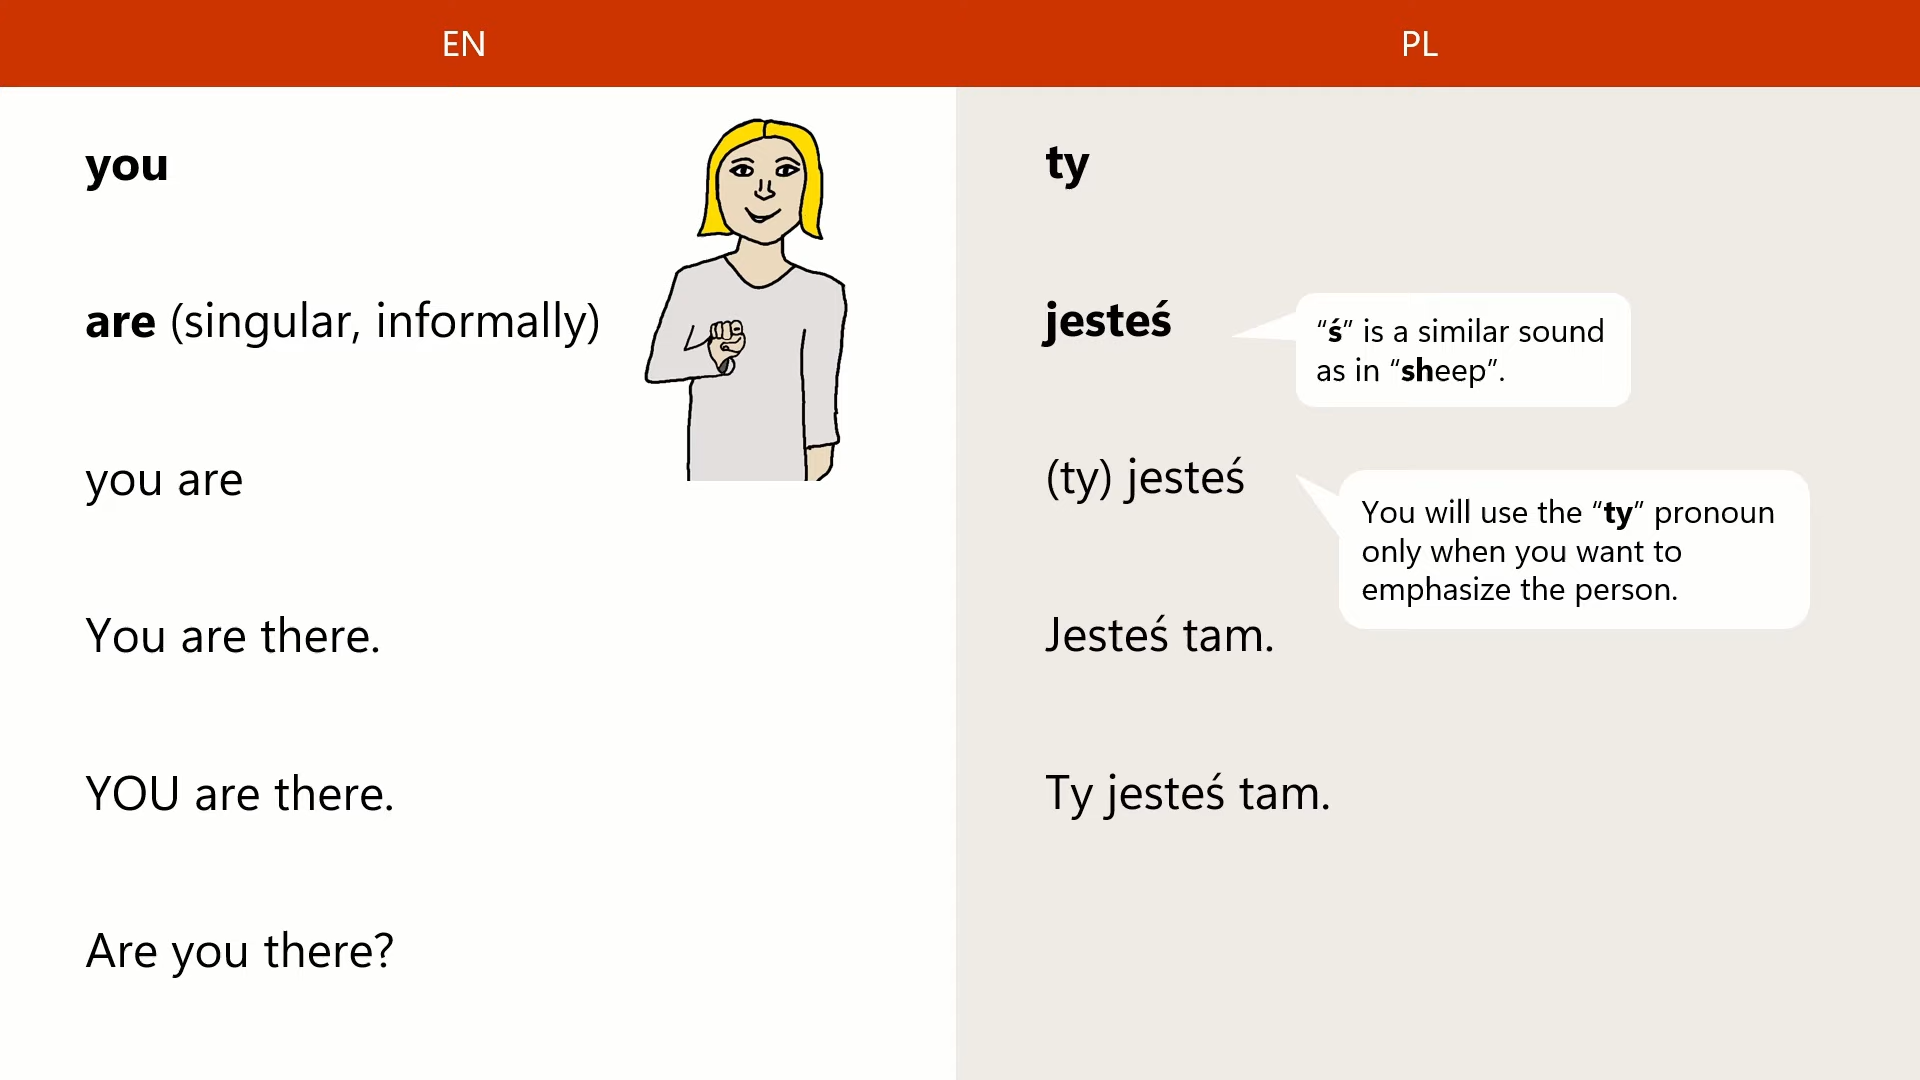 EN
PL
you
ty
are (singular, informally)
jesteś
“ś” is a similar sound
as in “sheep”.
you are
(ty) jesteś
You will use the “ty” pronoun
only when you want to
emphasize the person.
You are there.
Jesteś tam.
YOU are there.
Ty jesteś tam.
Are you there?